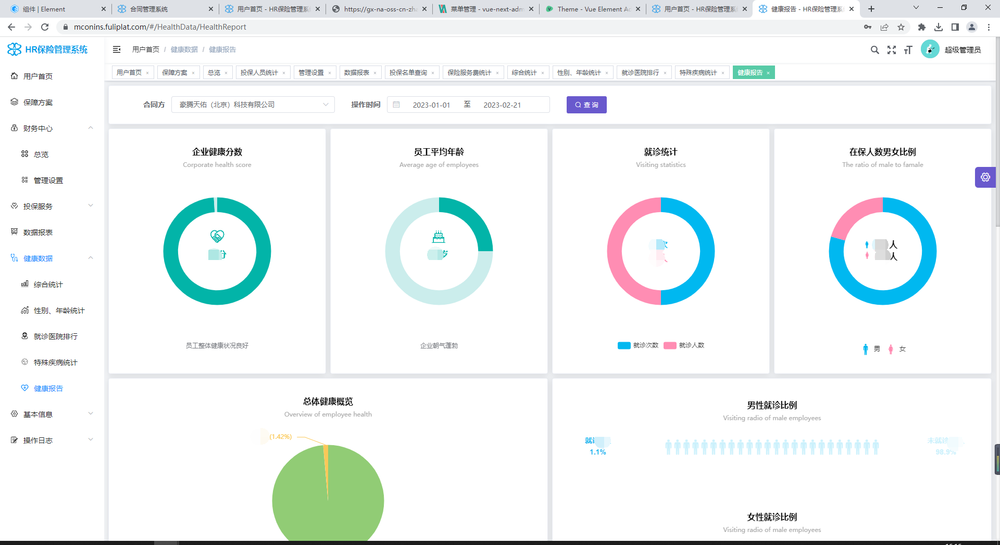 组件 | Element
合同管理系统
用户首页 - HR保险管理系
https://gx-na-oss-cn-zha
菜单管理 - vue-next-adm
Theme - Vue Element Ad
用户首页 - HR保险管理系
健康报告 - HR保险管理系
mconins.fuliplat.com/#/HealthData/HealthReport
HR保险管理系统
用户首页 / 健康数据 / 健康报告
超级管理员
用户首页
保障方案
总览
投保人员统计
管理设置
数据报表
投保名单查询
保险服务费统计
综合统计
性别、年龄统计
就诊医院排行
特殊疾病统计
健康报告
用户首页
保障方案
财务中心
总览
管理设置
投保服务
数据报表
健康数据
综合统计
性别、年龄统计
就诊医院排行
特殊疾病统计
健康报告
基本信息
操作日志
合同方
豪腾天佑（北京）科技有限公司
操作时间
2023-01-01 至 2023-02-21
查 询
企业健康分数
Corporate health score
分
员工整体健康状况良好
员工平均年龄
Average age of employees
岁
企业朝气蓬勃
就诊统计
Visiting statistics
次
人
就诊次数 就诊人数
在保人数男女比例
The ratio of male to famale
人
人
男 女
总体健康概览
Overview of employee health
(1.42%)
男性就诊比例
Visiting radio of male employees
就诊
1.1%
未就诊
98.9%
女性就诊比例
Visiting radio of male employees